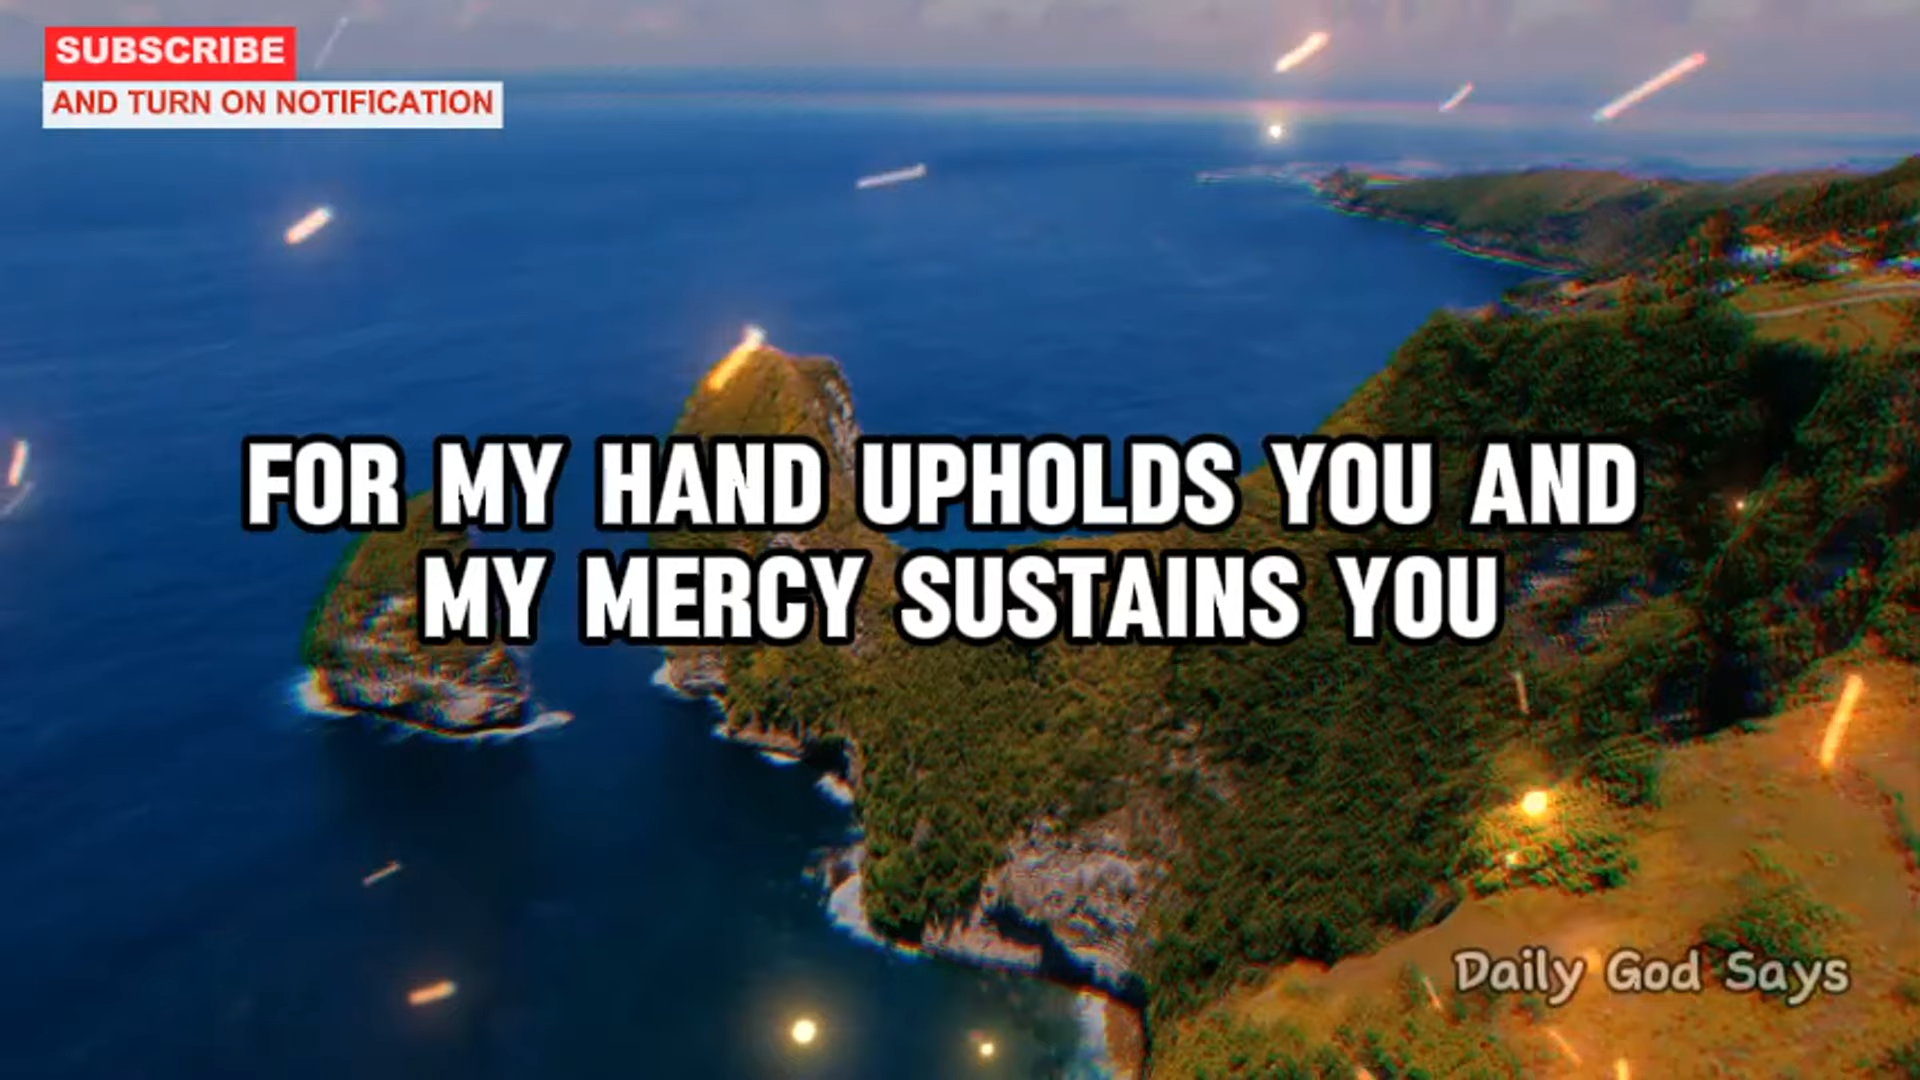 SUBSCRIBE
AND TURN ON NOTIFICATION
FOR MY HAND UPHOLDS YOU AND
MY MERCY SUSTAINS YOU
Daily God Says